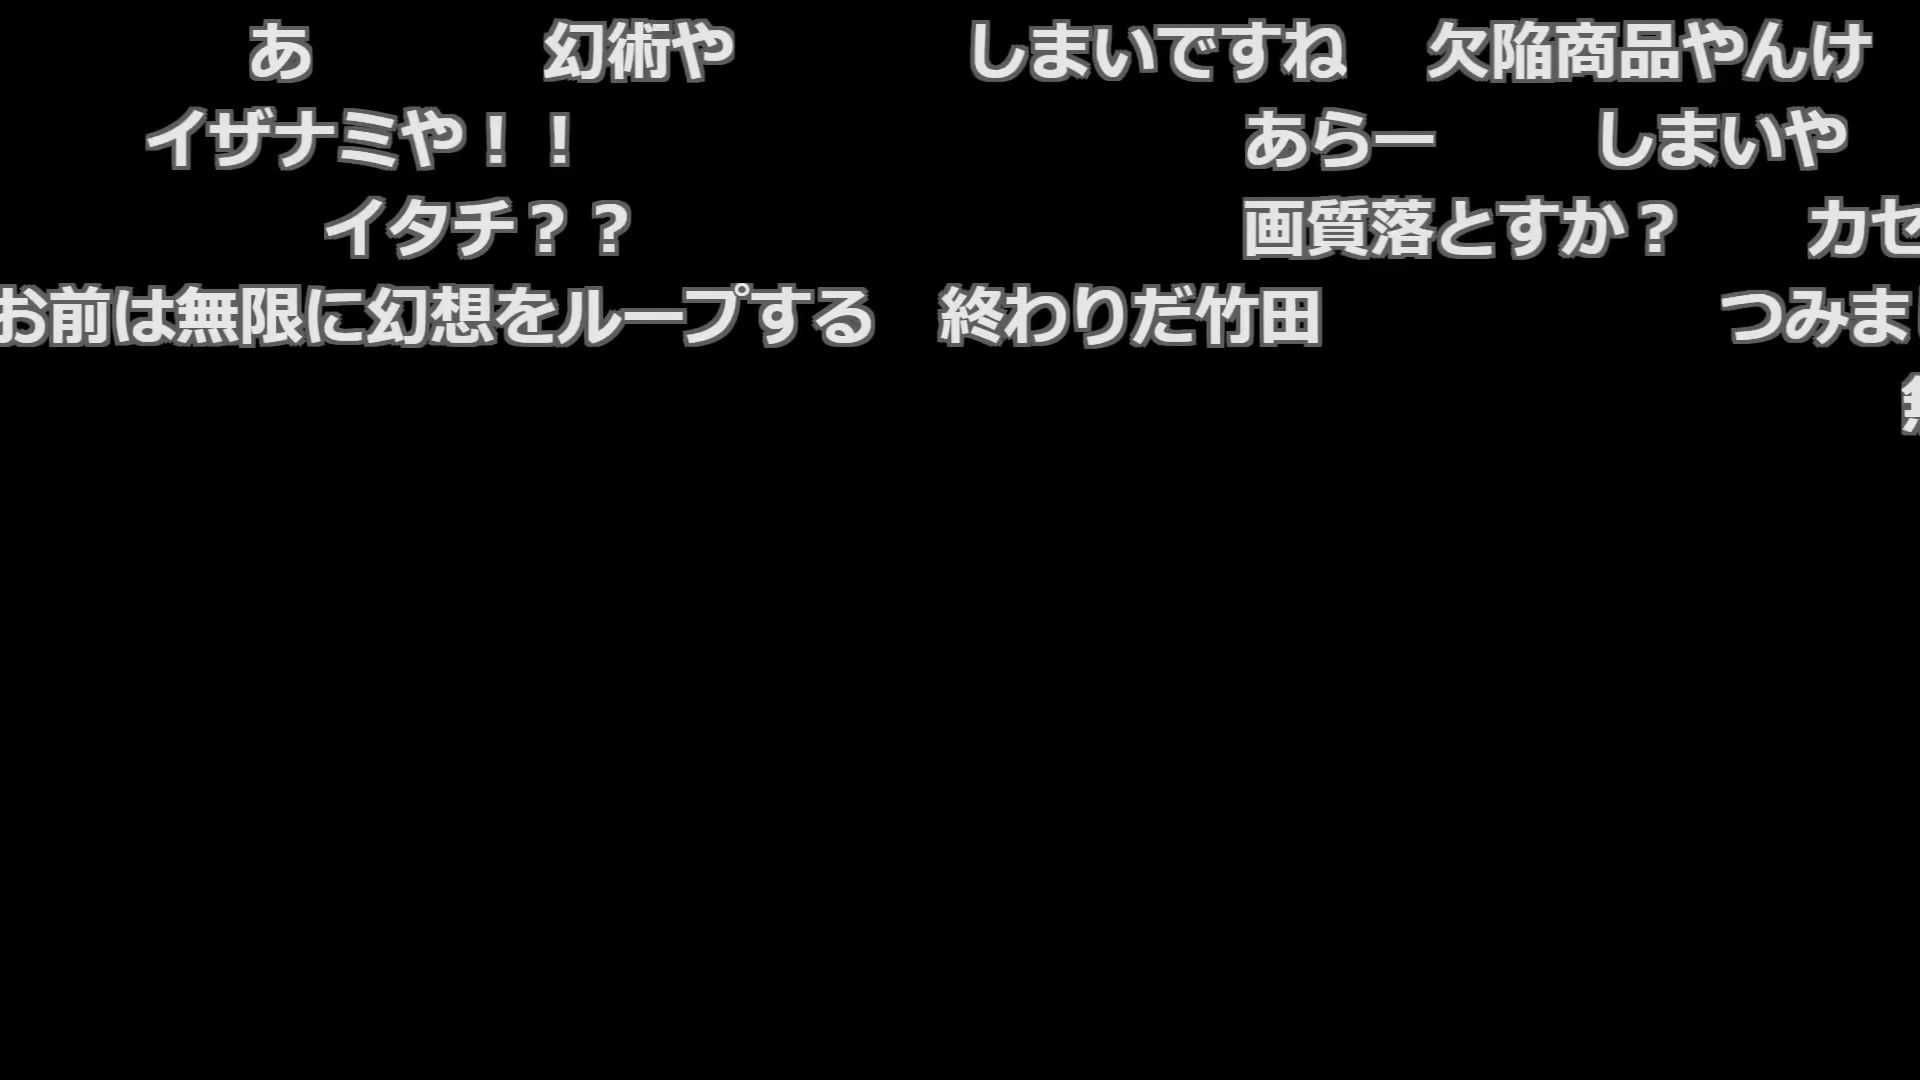 あ 幻術や しまいですね 欠陥商品やんけ
イザナミや！！ あらー しまいや
イタチ？？ 画質落とすか？ カセ
お前は無限に幻想をループする 終わりだ竹田 つみま